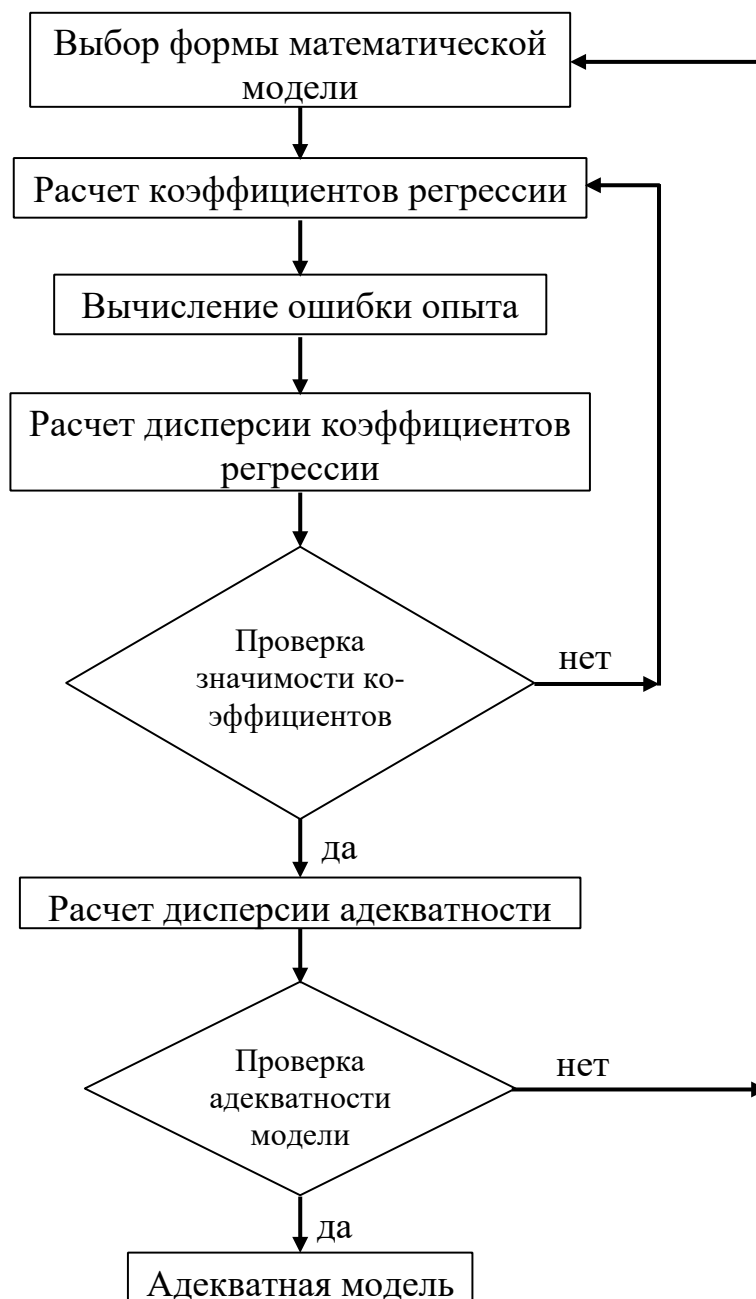 Выбор формы математической
модели
Расчет коэффициентов регрессии
Вычисление ошибки опыта
Расчет дисперсии коэффициентов
регрессии
Проверка
значимости ко-
эффициентов
нет
да
Расчет дисперсии адекватности
Проверка
адекватности
модели
нет
да
Адекватная модель